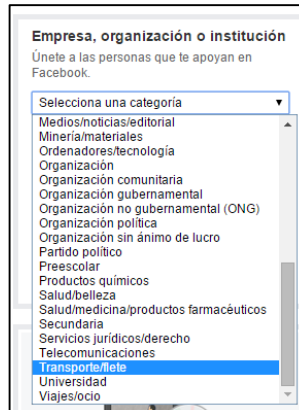 Empresa, organización o institución
Únete a las personas que te apoyan en
Facebook.
Selecciona una categoría
Medios/noticias/editorial
Minería/materiales
Ordenadores/tecnología
Organización
Organización comunitaria
Organización gubernamental
Organización no gubernamental (ONG)
Organización política
Organización sin ánimo de lucro
Partido político
Preescolar
Productos químicos
Salud/belleza
Salud/medicina/productos farmacéuticos
Secundaria
Servicios jurídicos/derecho
Telecomunicaciones
Transporte/flete
Universidad
Viajes/ocio